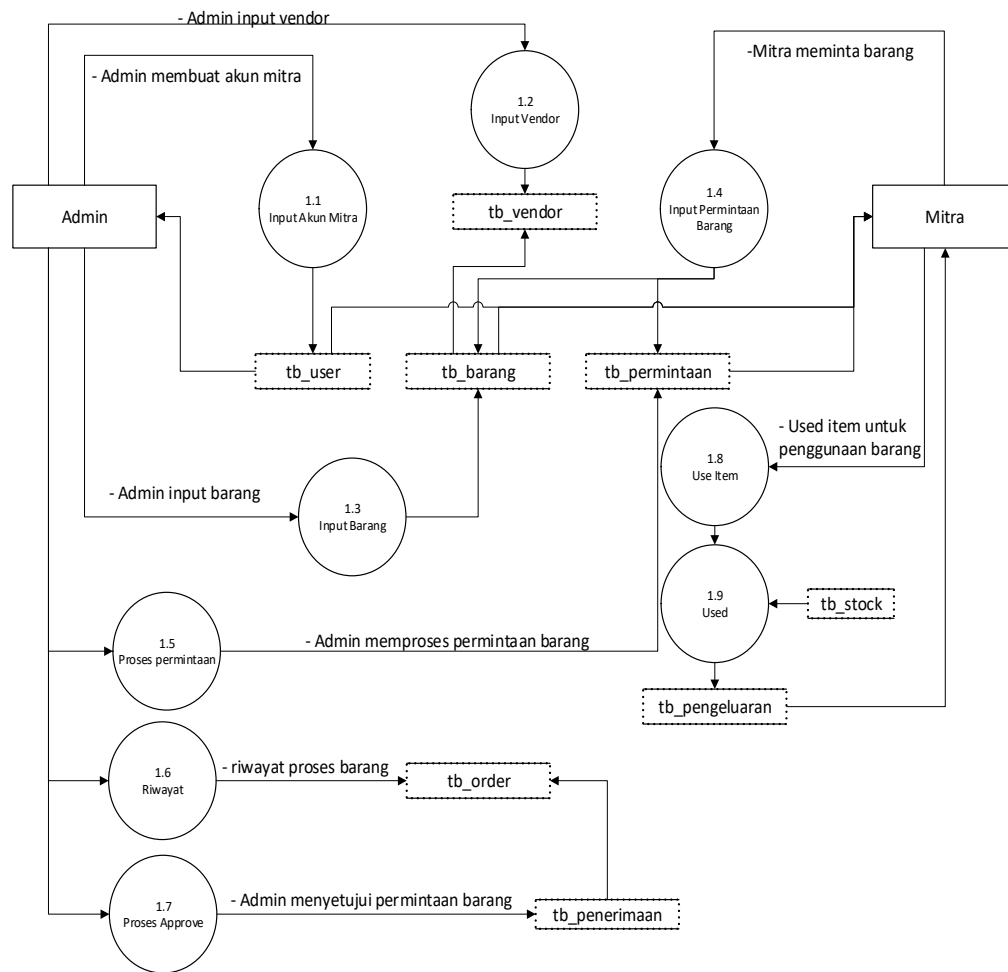 - Admin input vendor
- Admin membuat akun mitra
-Mitra meminta barang
1.2
Input Vendor
1.1
Input Akun Mitra
1.4
Input Permintaan
Barang
Admin
tb_vendor
Mitra
tb_user
tb_barang
tb_permintaan
- Used item untuk
penggunaan barang
1.8
Use Item
- Admin input barang
1.3
Input Barang
1.9
Used
tb_stock
1.5
Proses permintaan
- Admin memproses permintaan barang
tb_pengeluaran
1.6
Riwayat
- riwayat proses barang
tb_order
1.7
Proses Approve
- Admin menyetujui permintaan barang
tb_penerimaan